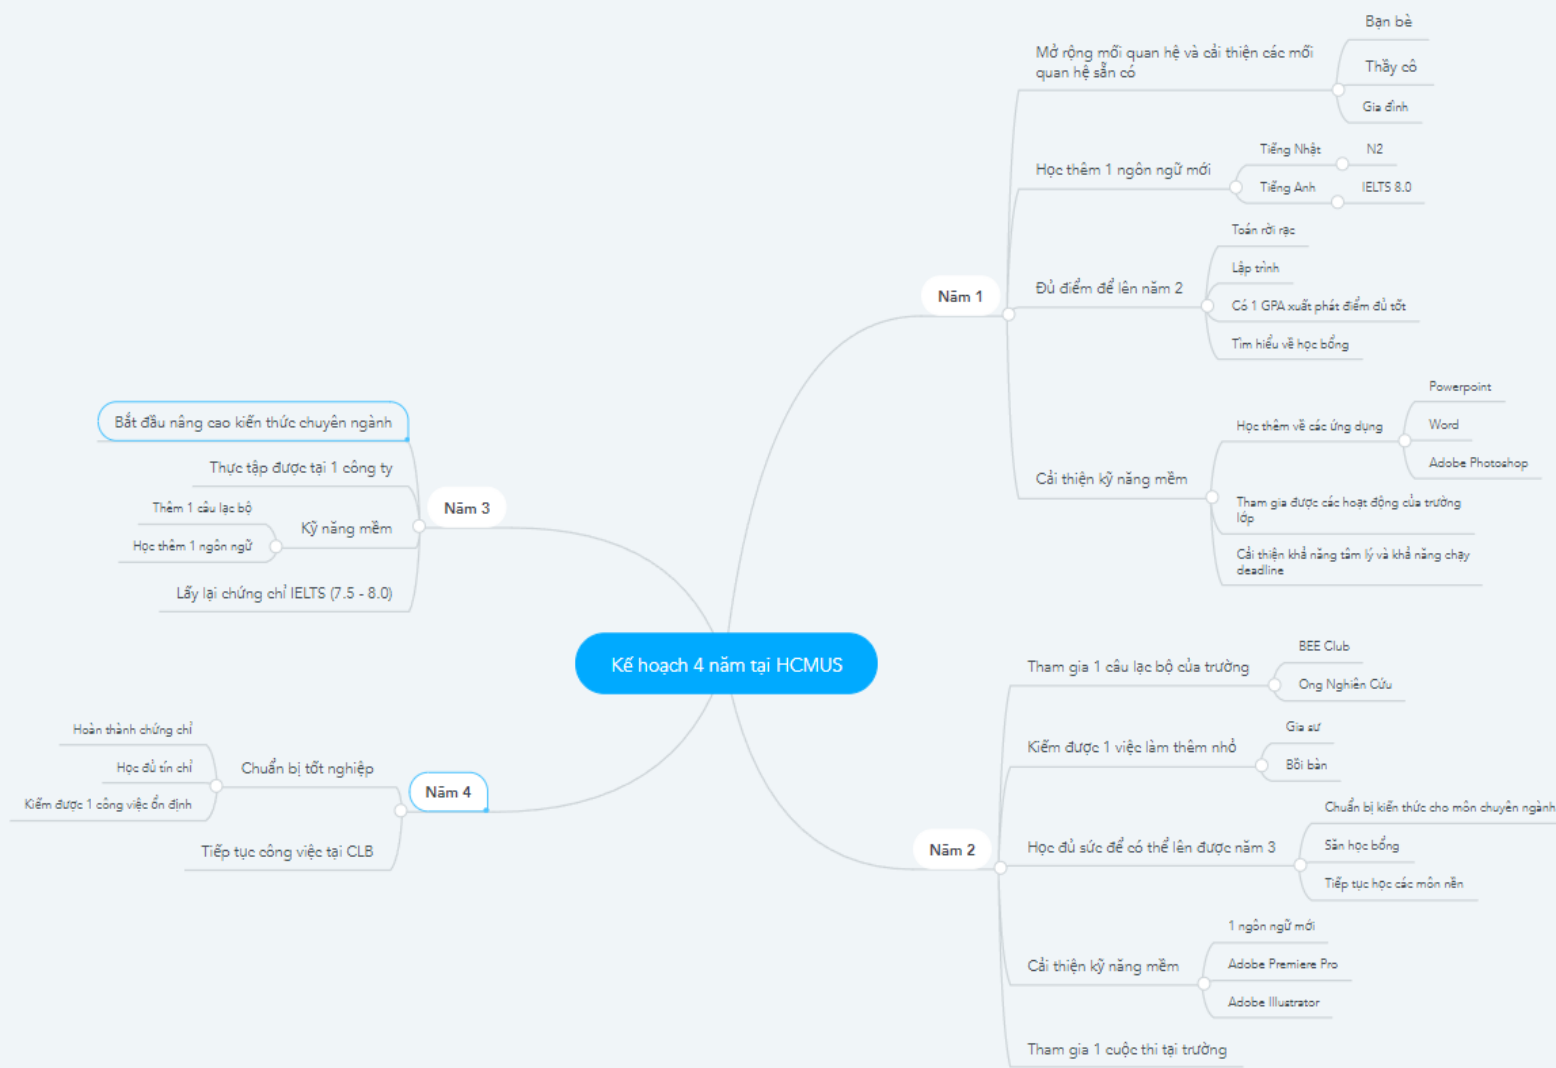 Kế hoạch 4 năm tại HCMUS
Năm 1
Mở rộng mối quan hệ và cải thiện các mối
quan hệ sẵn có
Bạn bè
Thầy cô
Gia đình
Học thêm 1 ngôn ngữ mới
Tiếng Nhật
N2
Tiếng Anh
IELTS 8.0
Đủ điểm để lên năm 2
Toán rời rạc
Lập trình
Có 1 GPA xuất phát điểm đủ tốt
Tìm hiểu về học bổng
Cải thiện kỹ năng mềm
Học thêm về các ứng dụng
Powerpoint
Word
Adobe Photoshop
Tham gia được các hoạt động của trường
lớp
Cải thiện khả năng tâm lý và khả năng chạy
deadline
Năm 2
Tham gia 1 câu lạc bộ của trường
BEE Club
Ong Nghiên Cứu
Kiếm được 1 việc làm thêm nhỏ
Gia sư
Bồi bàn
Học đủ sức để có thể lên được năm 3
Chuẩn bị kiến thức cho môn chuyên ngành
Săn học bổng
Tiếp tục học các môn nền
Cải thiện kỹ năng mềm
1 ngôn ngữ mới
Adobe Premiere Pro
Adobe Illustrator
Tham gia 1 cuộc thi tại trường
Năm 3
Bắt đầu nâng cao kiến thức chuyên ngành
Thực tập được tại 1 công ty
Kỹ năng mềm
Thêm 1 câu lạc bộ
Học thêm 1 ngôn ngữ
Lấy lại chứng chỉ IELTS (7.5 - 8.0)
Năm 4
Chuẩn bị tốt nghiệp
Hoàn thành chứng chỉ
Học đủ tín chỉ
Kiếm được 1 công việc ổn định
Tiếp tục công việc tại CLB